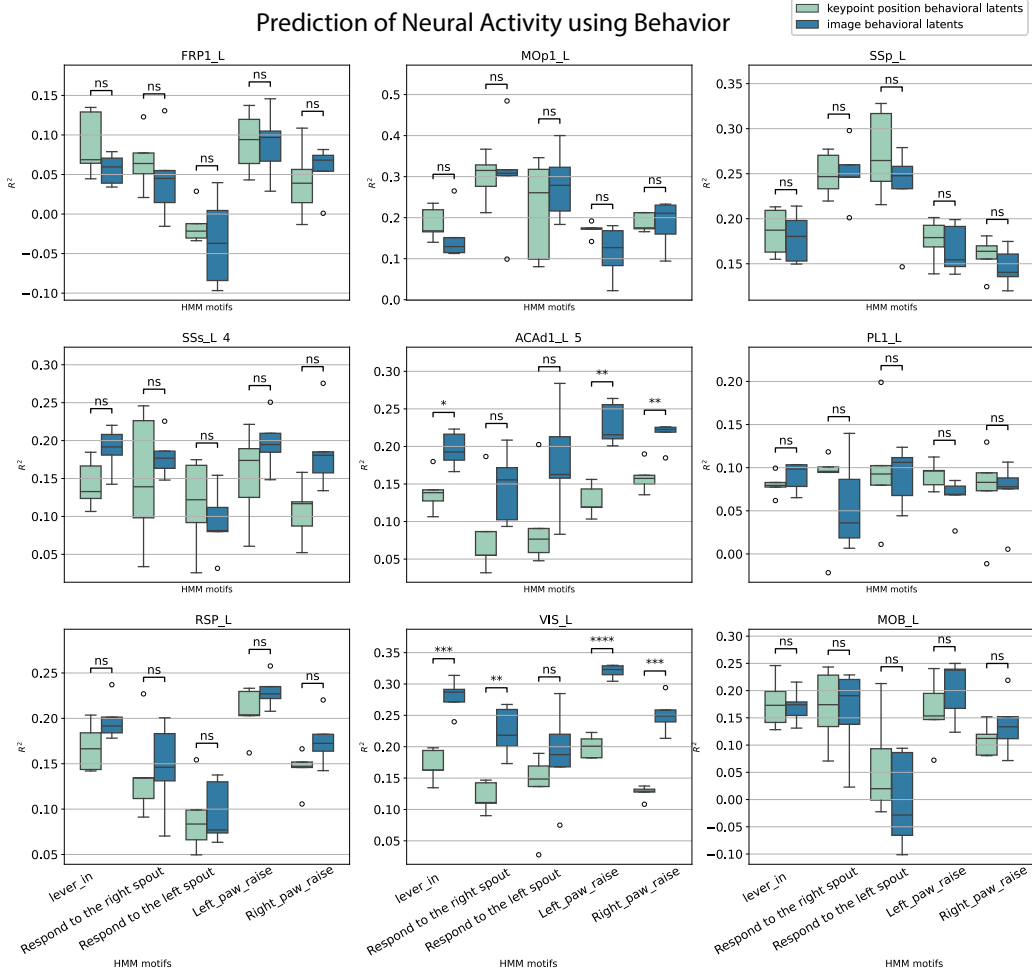 Prediction of Neural Activity using Behavior
keypoint position behavioral latents
image behavioral latents
FRP1_L
MOp1_L
SSp_L
R²
0.15
0.10
0.05
0.00
−0.05
−0.10
ns
ns
ns
ns
ns
HMM motifs
R²
0.5
0.4
0.3
0.2
0.1
0.0
ns
ns
ns
ns
ns
HMM motifs
R²
0.35
0.30
0.25
0.20
0.15
ns
ns
ns
ns
ns
HMM motifs
SSs_L 4
ACAd1_L 5
PL1_L
R²
0.30
0.25
0.20
0.15
0.10
0.05
ns
ns
ns
ns
ns
HMM motifs
R²
0.30
0.25
0.20
0.15
0.10
0.05
*
ns
ns
**
**
HMM motifs
R²
0.20
0.15
0.10
0.05
0.00
ns
ns
ns
ns
ns
HMM motifs
RSP_L
VIS_L
MOB_L
R²
0.25
0.20
0.15
0.10
0.05
ns
ns
ns
ns
ns
lever_in
Respond to the right spout
Respond to the left spout
Left_paw_raise
Right_paw_raise
HMM motifs
R²
0.35
0.30
0.25
0.20
0.15
0.10
0.05
***
**
ns
****
***
lever_in
Respond to the right spout
Respond to the left spout
Left_paw_raise
Right_paw_raise
HMM motifs
R²
0.30
0.25
0.20
0.15
0.10
0.05
0.00
−0.05
−0.10
ns
ns
ns
ns
ns
lever_in
Respond to the right spout
Respond to the left spout
Left_paw_raise
Right_paw_raise
HMM motifs